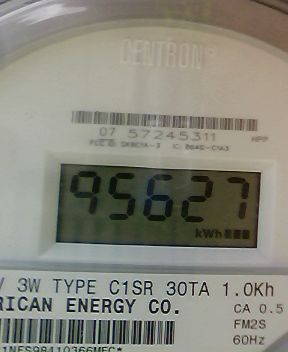 CENTRON
07 57245311 HPP
95627
kWh
V 3W TYPE C1SR 30TA 1.0Kh
RICAN ENERGY CO.
CA 0.5
FM2S
60Hz